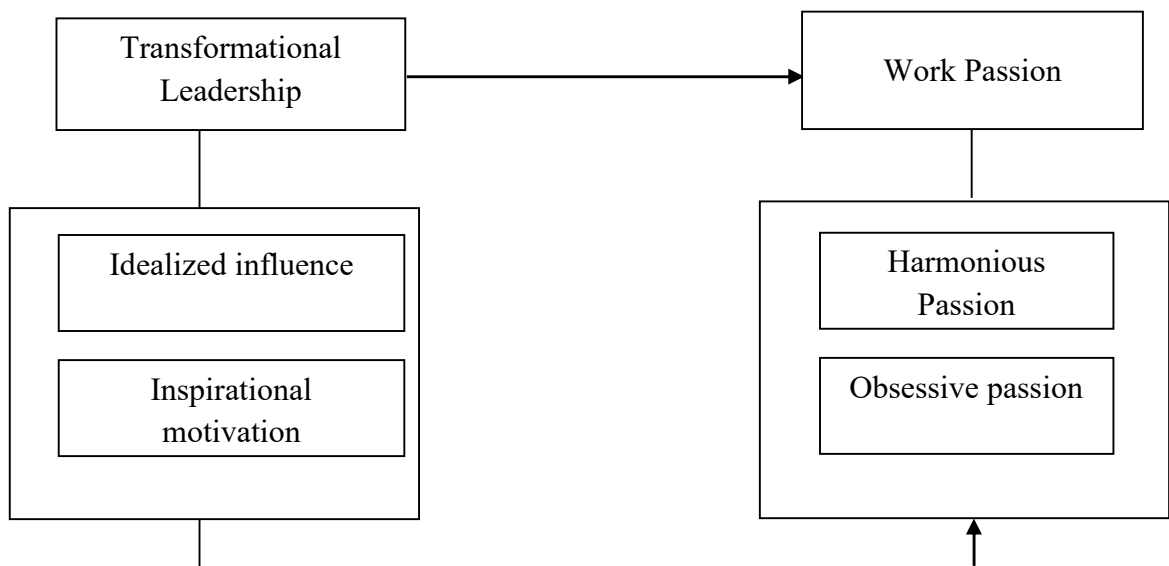 Transformational
Leadership
Work Passion
Idealized influence
Inspirational
motivation
Harmonious
Passion
Obsessive passion